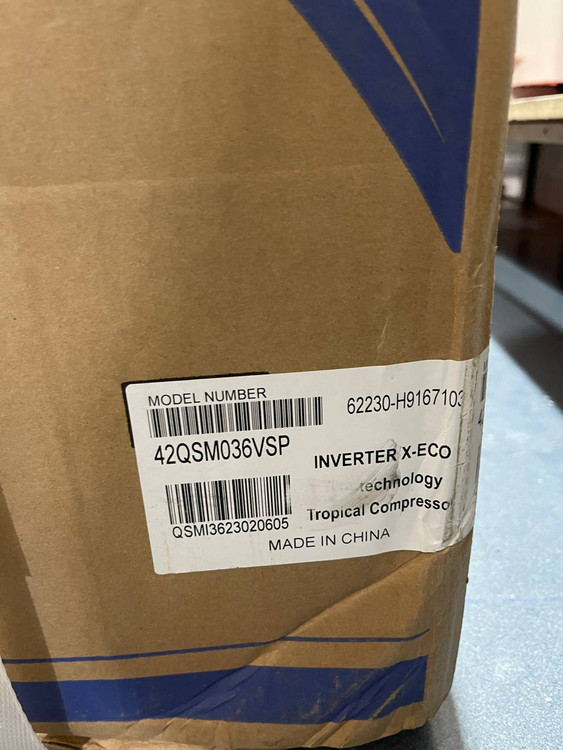 MODEL NUMBER
62230-H9167103
42QSM036VSP
INVERTER X-ECO
technology
Tropical Compresso
QSMI3623020605
MADE IN CHINA